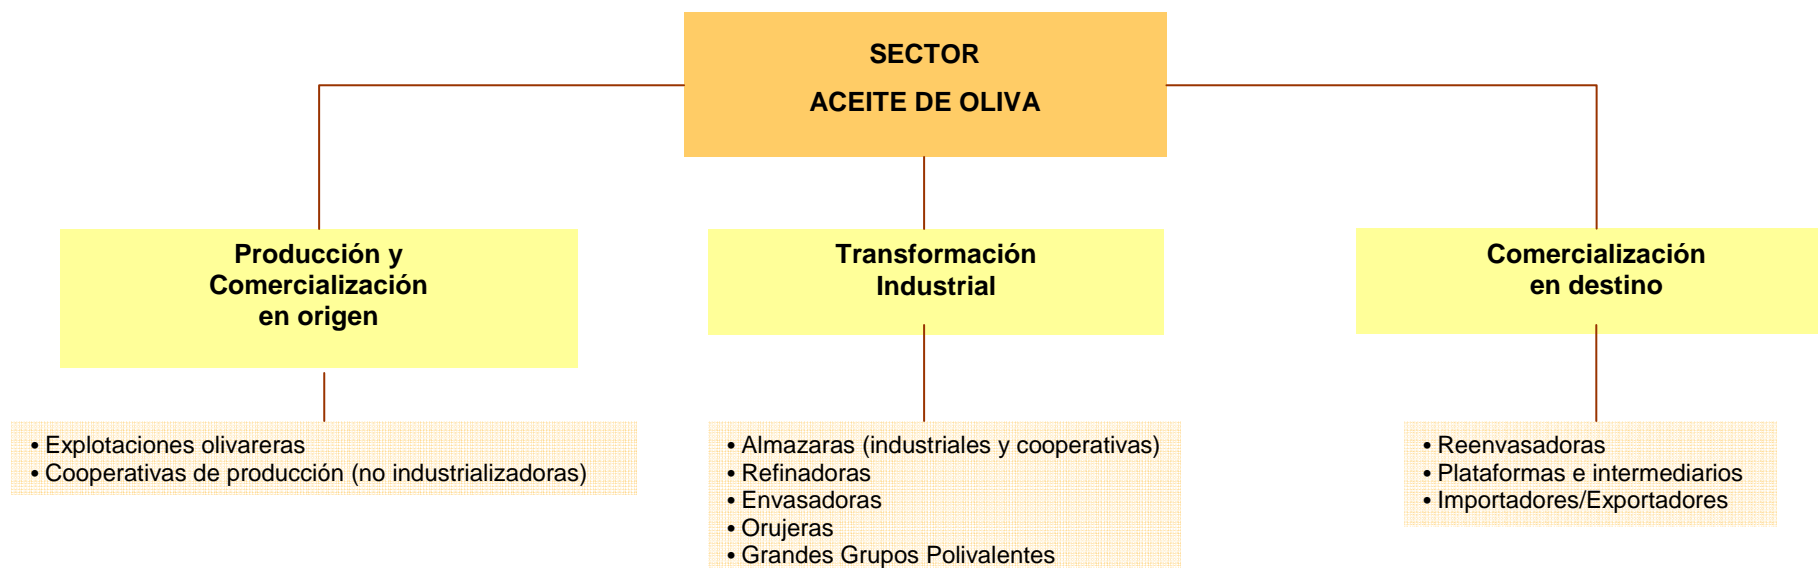 SECTOR
ACEITE DE OLIVA
Producción y
Comercialización
en origen
• Explotaciones olivareras
• Cooperativas de producción (no industrializadoras)
Transformación
Industrial
• Almazaras (industriales y cooperativas)
• Refinadoras
• Envasadoras
• Orujeras
• Grandes Grupos Polivalentes
Comercialización
en destino
• Reenvasadoras
• Plataformas e intermediarios
• Importadores/Exportadores